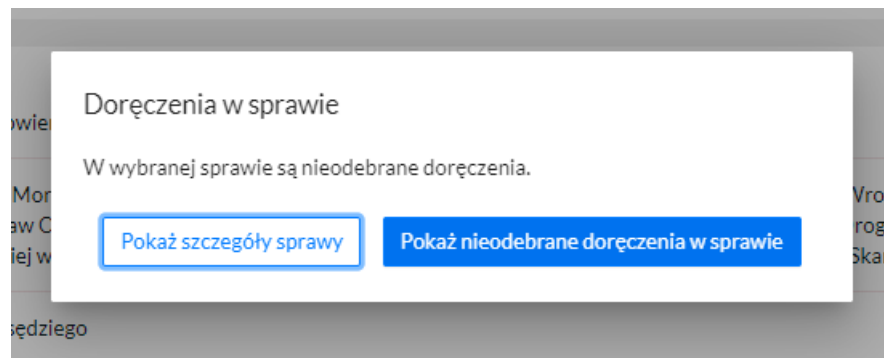 Doręczenia w sprawie
W wybranej sprawie są nieodebrane doręczenia.
Pokaż szczegóły sprawy
Pokaż nieodebrane doręczenia w sprawie
sędziego